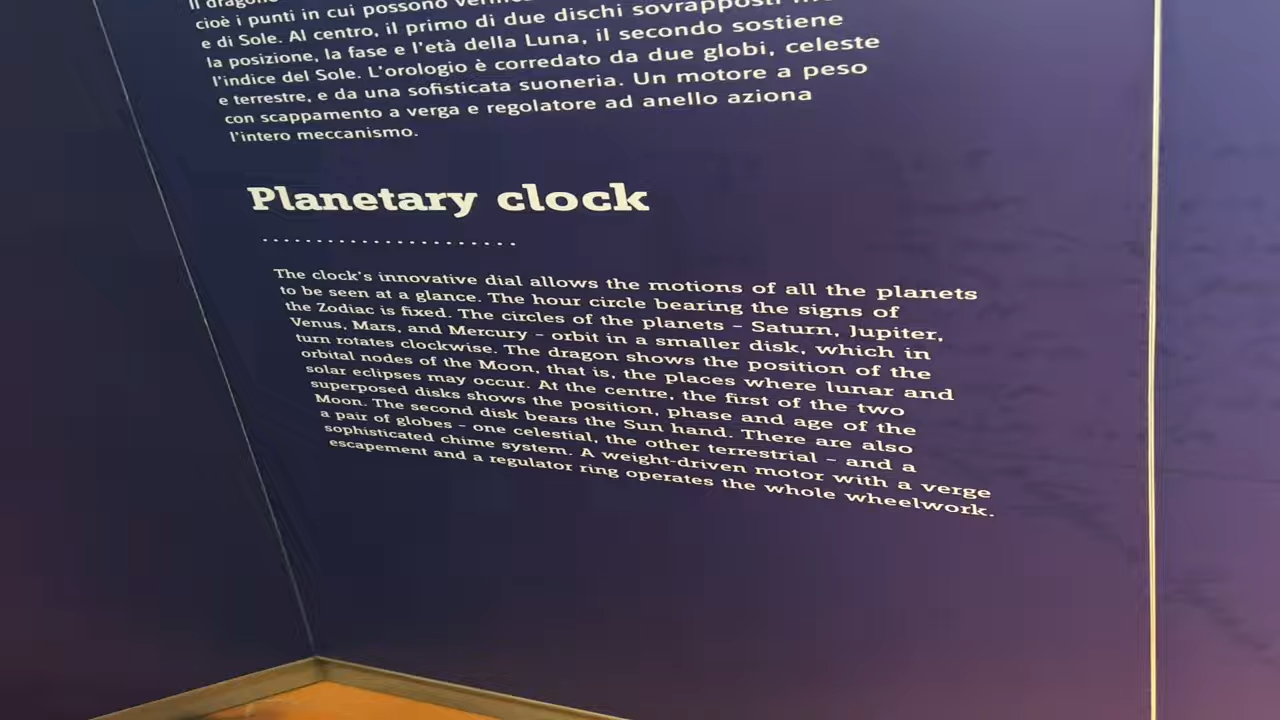 Il dragone
cioè i punti in cui possono
e di Sole. Al centro, il primo di due dischi sovrapposti
la posizione, la fase e l'età della Luna, il secondo sostiene
l'indice del Sole. L'orologio è corredato da due globi, celeste
e terrestre, e da una sofisticata suoneria. Un motore a peso
con scappamento a verga e regolatore ad anello aziona
l'intero meccanismo.
Planetary clock
The clock's innovative dial allows the motions of all the planets
to be seen at a glance. The hour circle bearing the signs of
the Zodiac is fixed. The circles of the planets – Saturn, Jupiter,
Venus, Mars, and Mercury – orbit in a smaller disk, which in
turn rotates clockwise. The dragon shows the position of the
orbital nodes of the Moon, that is, the places where lunar and
solar eclipses may occur. At the centre, the first of the two
superposed disks shows the position, phase and age of the
Moon. The second disk bears the Sun hand. There are also
a pair of globes – one celestial, the other terrestrial – and a
sophisticated chime system. A weight-driven motor with a verge
escapement and a regulator ring operates the whole wheelwork.